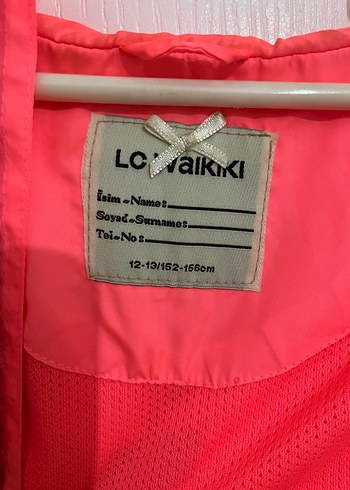 LC Waikiki
İsim-Name:
Soyad-Surname:
Tel-No:
12-13/152-158cm